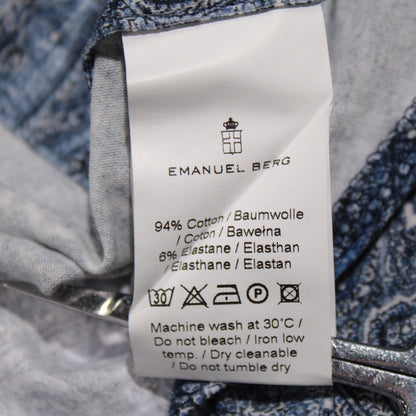 EMANUEL BERG
94% Cotton / Baumwolle
/ Coton / Bawełna
6% Elastane / Elasthan
/ Elasthane / Elastan
30 P
Machine wash at 30°C /
Do not bleach / Iron low
temp. / Dry cleanable
/ Do not tumble dry